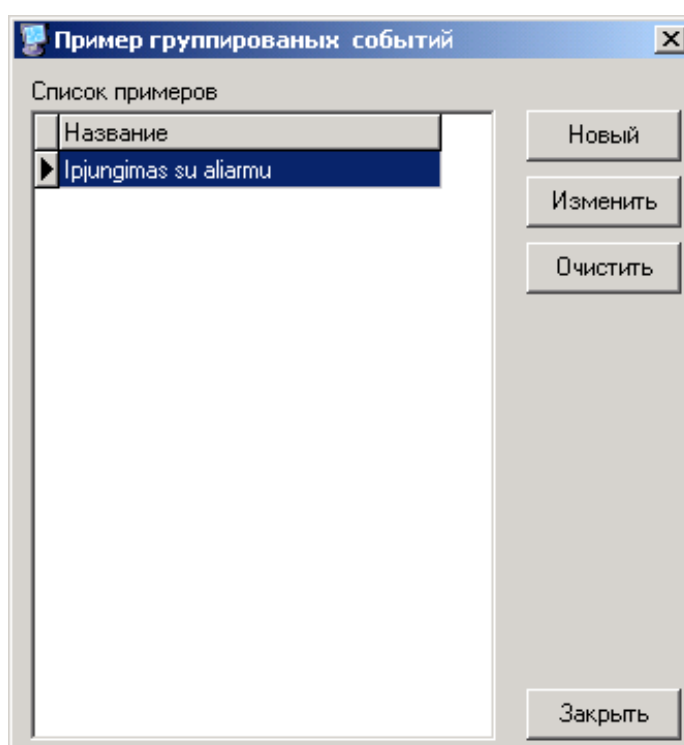 Пример группированых событий
Список примеров
Название
Ipjungimas su aliarmu
Новый
Изменить
Очистить
Закрыть